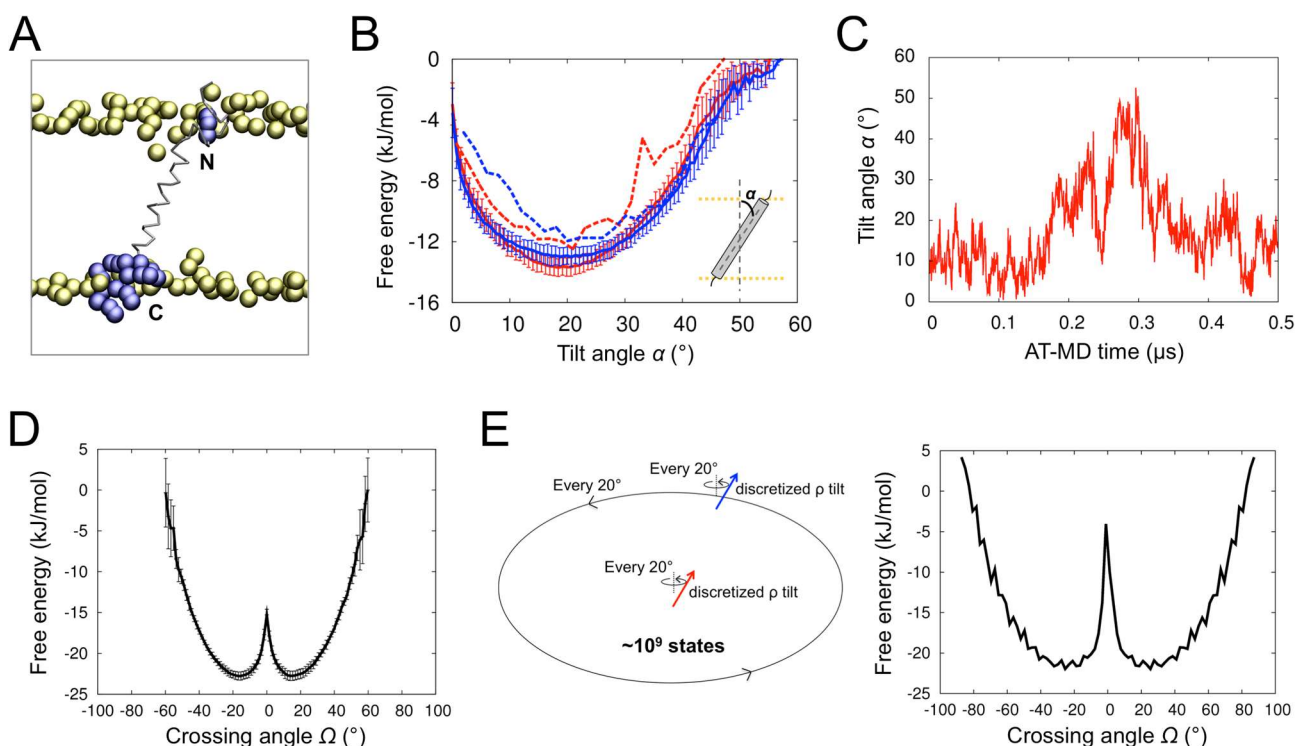 A
N
C
B
Free energy (kJ/mol)
0
-4
-8
-12
-16
α
0 10 20 30 40 50 60
Tilt angle α (°)
C
Tilt angle α (°)
60
50
40
30
20
10
0
0 0.1 0.2 0.3 0.4 0.5
AT-MD time (µs)
D
Free energy (kJ/mol)
5
0
-5
-10
-15
-20
-25
-100 -80 -60 -40 -20 0 20 40 60 80 100
Crossing angle Ω (°)
E
Every 20°
Every 20°
discretized ρ tilt
Every 20°
discretized ρ tilt
~10⁹ states
Free energy (kJ/mol)
5
0
-5
-10
-15
-20
-25
-100 -80 -60 -40 -20 0 20 40 60 80 100
Crossing angle Ω (°)